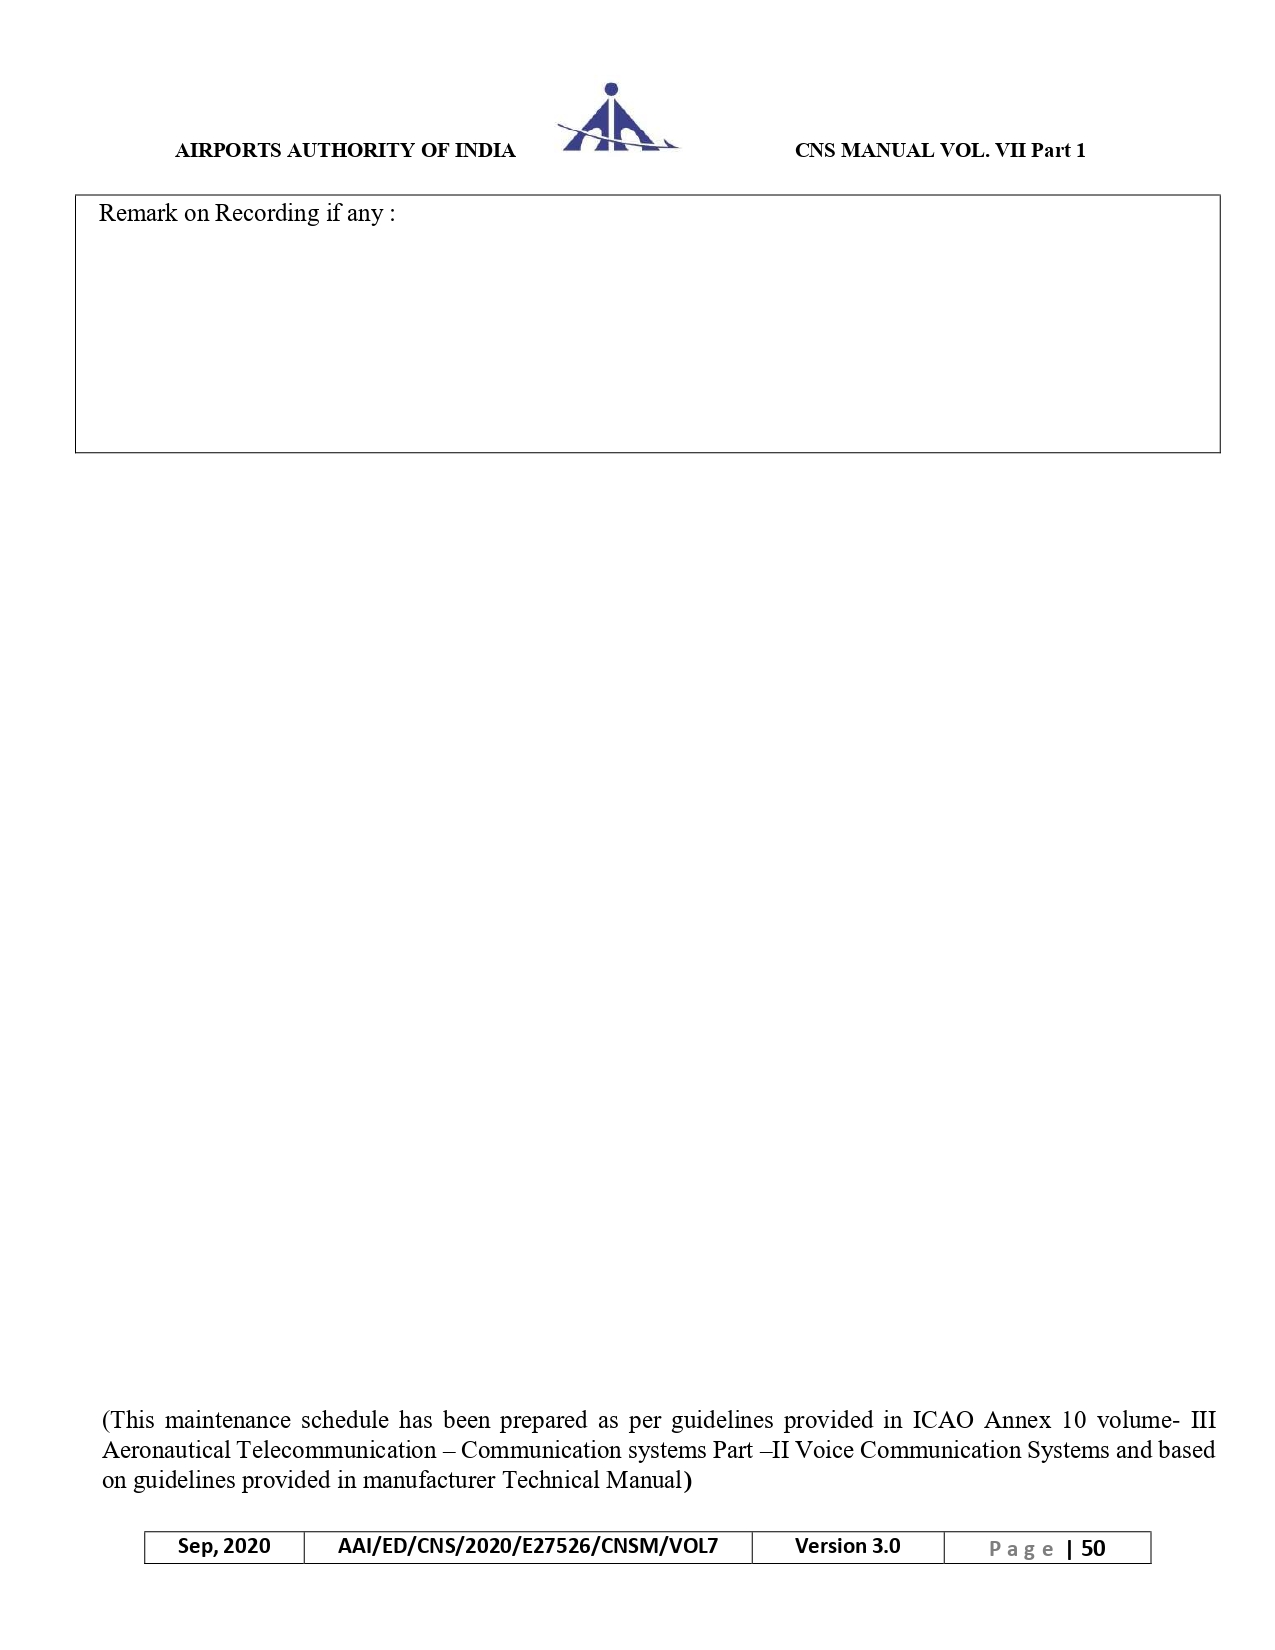 AIRPORTS AUTHORITY OF INDIA CNS MANUAL VOL. VII Part 1
Remark on Recording if any :
(This maintenance schedule has been prepared as per guidelines provided in ICAO Annex 10 volume- III
Aeronautical Telecommunication – Communication systems Part –II Voice Communication Systems and based
on guidelines provided in manufacturer Technical Manual)
Sep, 2020 AAI/ED/CNS/2020/E27526/CNSM/VOL7 Version 3.0 Page | 50